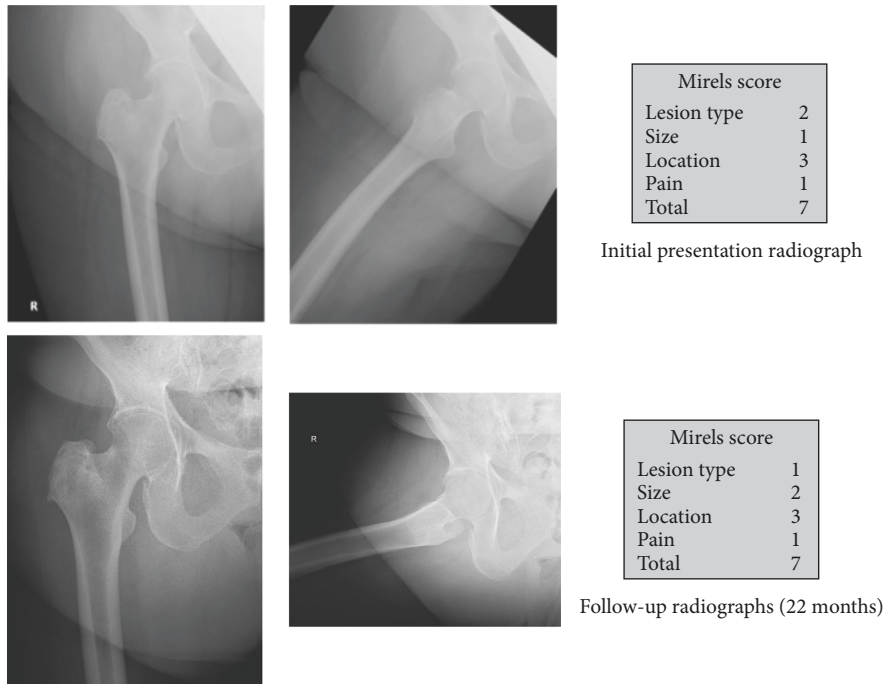 R
Mirels score
Lesion type 2
Size 1
Location 3
Pain 1
Total 7
Initial presentation radiograph
R
Mirels score
Lesion type 1
Size 2
Location 3
Pain 1
Total 7
Follow-up radiographs (22 months)